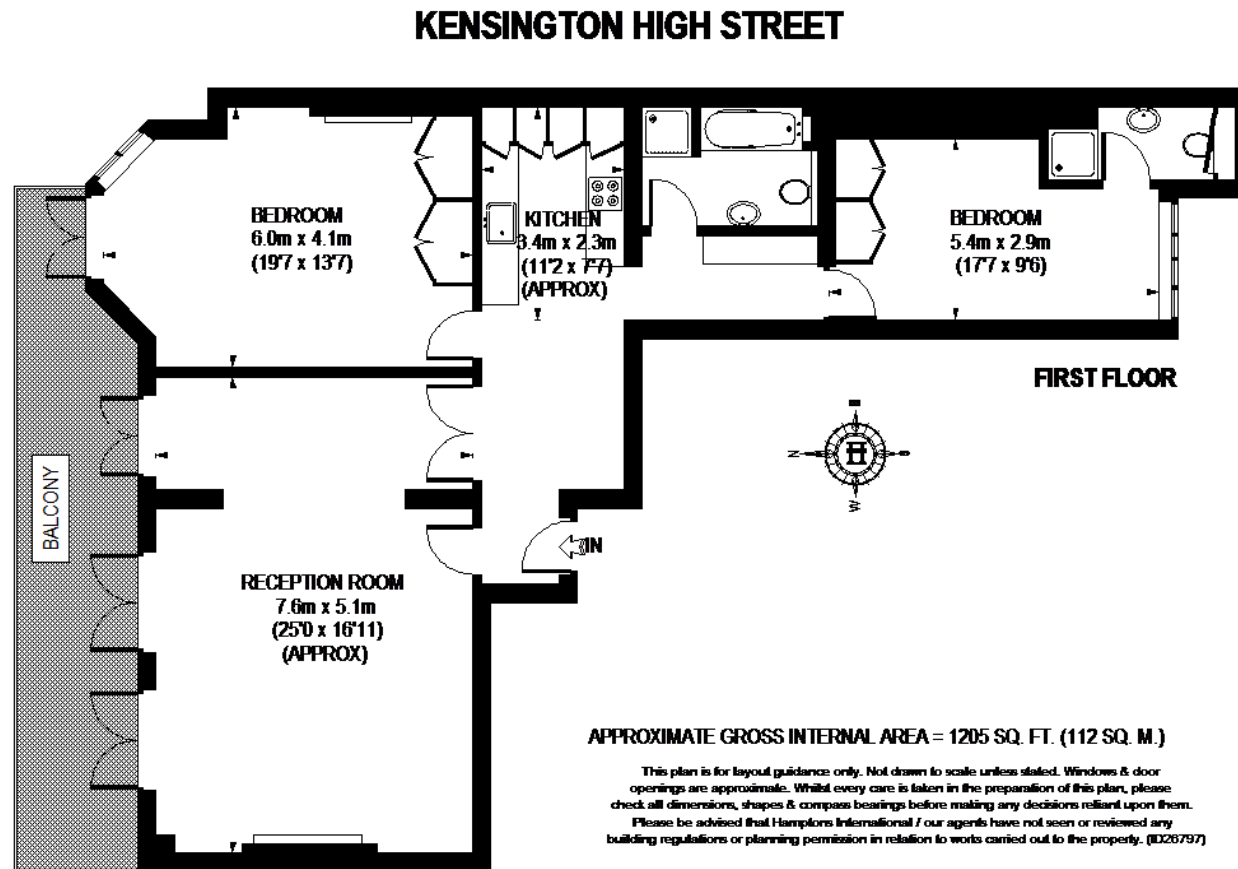 KENSINGTON HIGH STREET
BEDROOM
6.0m x 4.1m
(19'7 x 13'7)
KITCHEN
3.4m x 2.3m
(11'2 x 7'7)
(APPROX)
BEDROOM
5.4m x 2.9m
(17'7 x 9'6)
FIRST FLOOR
N
E
S
W
H
BALCONY
IN
RECEPTION ROOM
7.6m x 5.1m
(25'0 x 16'11)
(APPROX)
APPROXIMATE GROSS INTERNAL AREA = 1205 SQ. FT. (112 SQ. M.)
This plan is for layout guidance only. Not drawn to scale unless stated. Windows & door
openings are approximate. Whilst every care is taken in the preparation of this plan, please
check all dimensions, shapes & compass bearings before making any decisions reliant upon them.
Please be advised that Hamptons International / our agents have not seen or reviewed any
building regulations or planning permission in relation to works carried out to the property. (ID26797)